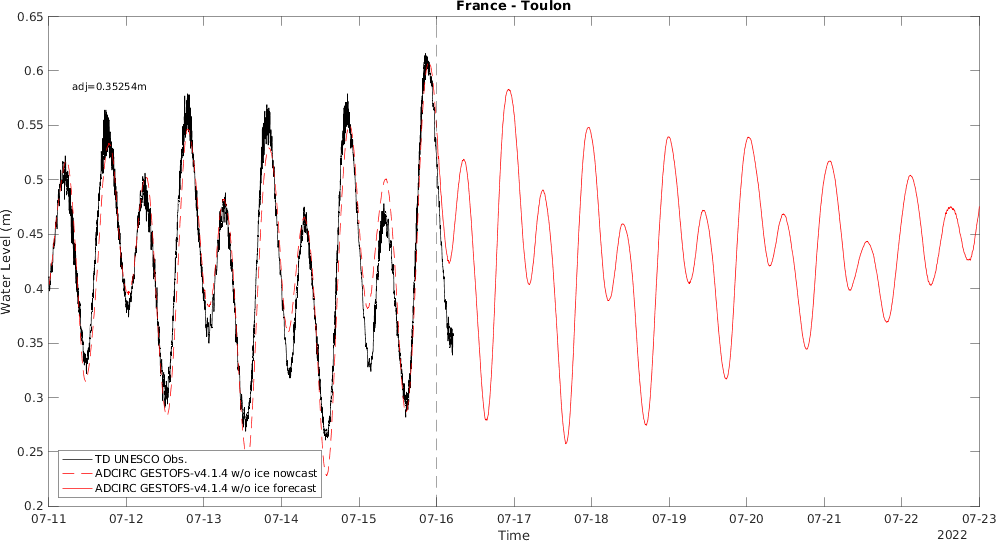 France - Toulon
0.65
0.6
0.55
0.5
0.45
0.4
0.35
0.3
0.25
0.2
Water Level (m)
adj=0.35254m
TD UNESCO Obs.
ADCIRC GESTOFS-v4.1.4 w/o ice nowcast
ADCIRC GESTOFS-v4.1.4 w/o ice forecast
07-11 07-12 07-13 07-14 07-15 07-16 07-17 07-18 07-19 07-20 07-21 07-22 07-23
Time
2022